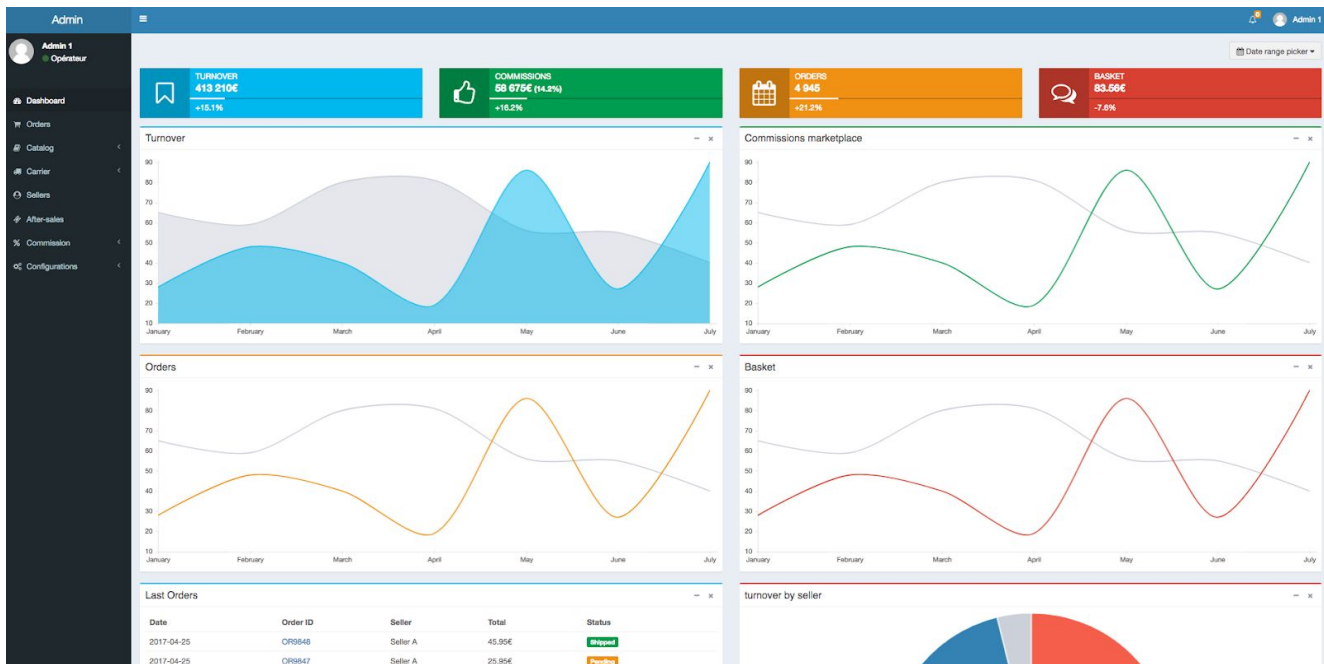 Admin
Admin 1
Admin 1
Opérateur
Date range picker
Dashboard
Orders
Catalog
Carrier
Sellers
After-sales
Commission
Configurations
TURNOVER
413 210€
+15.1%
COMMISSIONS
58 675€ (14.2%)
+16.2%
ORDERS
4 945
+21.2%
BASKET
83.56€
-7.6%
Turnover
90
80
70
60
50
40
30
20
10
January February March April May June July
Commissions marketplace
90
80
70
60
50
40
30
20
10
January February March April May June July
Orders
90
80
70
60
50
40
30
20
10
January February March April May June July
Basket
90
80
70
60
50
40
30
20
10
January February March April May June July
Last Orders
Date Order ID Seller Total Status
2017-04-25 OR9848 Seller A 45.95€ Shipped
2017-04-25 OR9847 Seller A 25.95€ Pending
turnover by seller